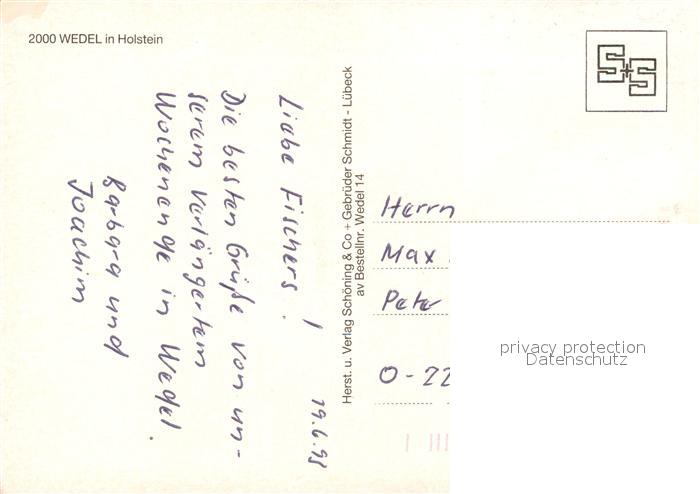 2000 WEDEL in Holstein
S+S
19.6.93
Liebe Fischers!
Die besten Grüße von un-
serem verlängertem
Wochenende in Wedel.
Barbara und
Joachim
Herst. u. Verlag Schöning & Co + Gebrüder Schmidt - Lübeck
av Bestellnr. Wedel 14
Herrn
Max
Peter
O-22
privacy protection
Datenschutz